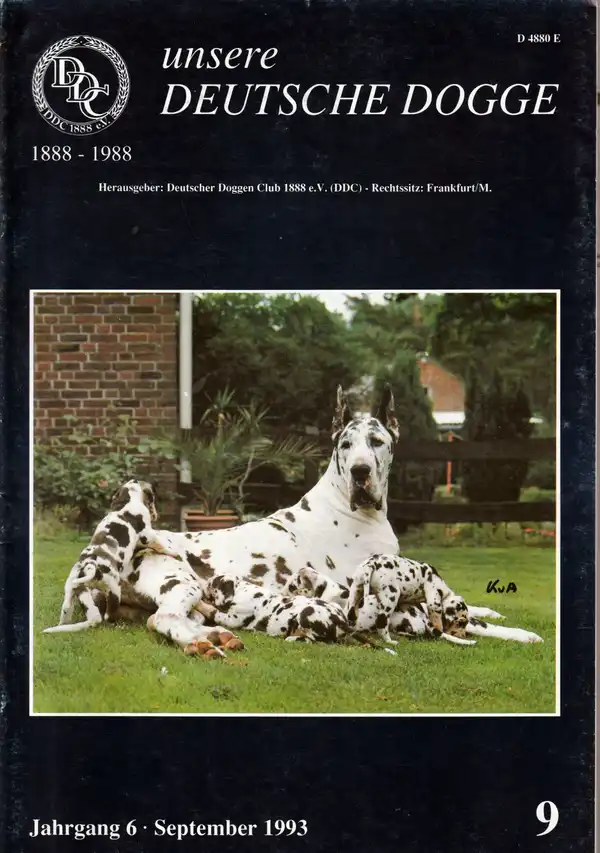 D 4880 E
unsere
DEUTSCHE DOGGE
DDC
DDC 1888 e.V.
1888 - 1988
Herausgeber: Deutscher Doggen Club 1888 e.V. (DDC) - Rechtssitz: Frankfurt/M.
KvA
Jahrgang 6 · September 1993
9